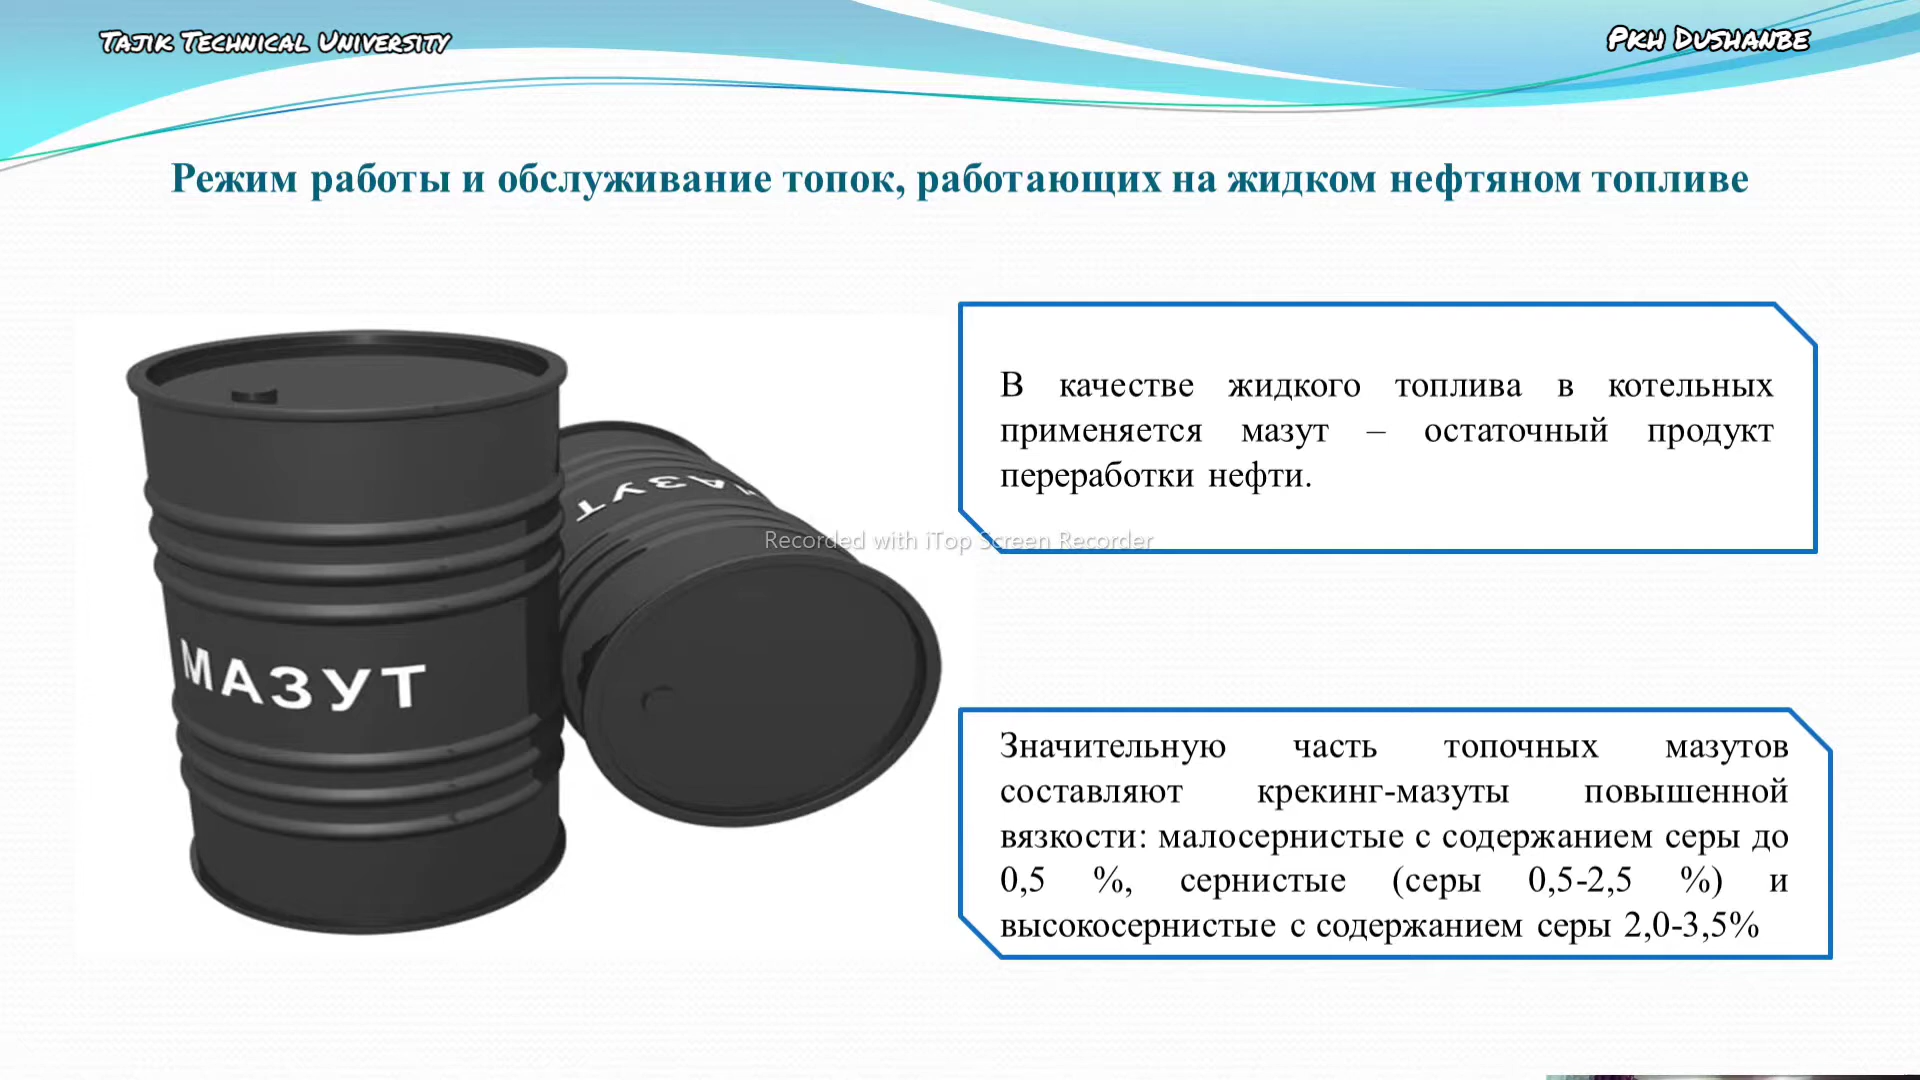 Tajik Technical University
Pkh Dushanbe
Режим работы и обслуживание топок, работающих на жидком нефтяном топливе
В качестве жидкого топлива в котельных
применяется мазут – остаточный продукт
переработки нефти.
МАЗУТ
МАЗУТ
Recorded with iTop Screen Recorder
Значительную часть топочных мазутов
составляют крекинг-мазуты повышенной
вязкости: малосернистые с содержанием серы до
0,5 %, сернистые (серы 0,5-2,5 %) и
высокосернистые с содержанием серы 2,0-3,5%